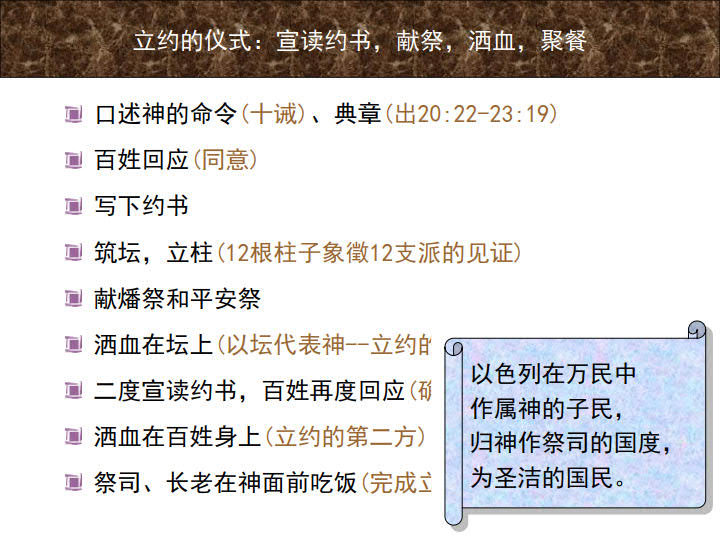 立约的仪式：宣读约书，献祭，洒血，聚餐
口述神的命令(十诫)、典章(出20:22-23:19)
百姓回应(同意)
写下约书
筑坛，立柱(12根柱子象徵12支派的见证)
献燔祭和平安祭
洒血在坛上(以坛代表神--立约的
二度宣读约书，百姓再度回应(
洒血在百姓身上(立约的第二方)
祭司、长老在神面前吃饭(完成立
以色列在万民中
作属神的子民，
归神作祭司的国度，
为圣洁的国民。